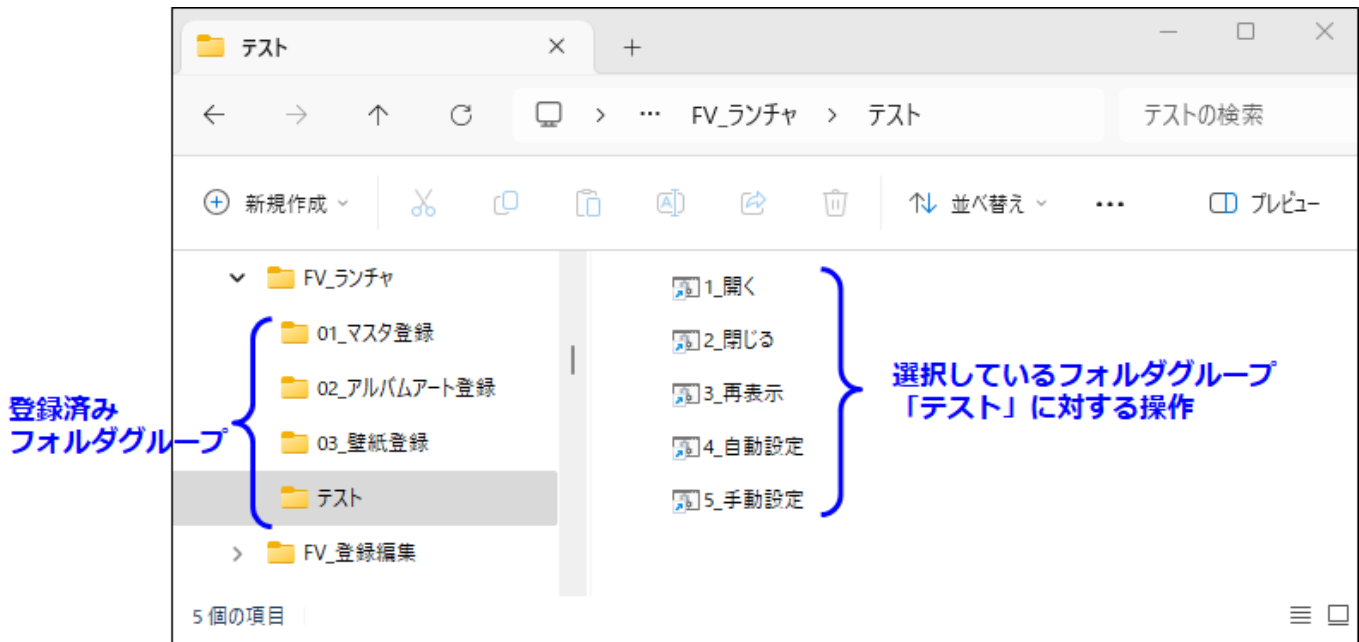 テスト
FV_ランチャ > テスト
テストの検索
新規作成
並べ替え
プレビュー
FV_ランチャ
01_マスタ登録
02_アルバムアート登録
03_壁紙登録
テスト
FV_登録編集
登録済み
フォルダグループ
1_開く
2_閉じる
3_再表示
4_自動設定
5_手動設定
選択しているフォルダグループ
「テスト」に対する操作
5 個の項目